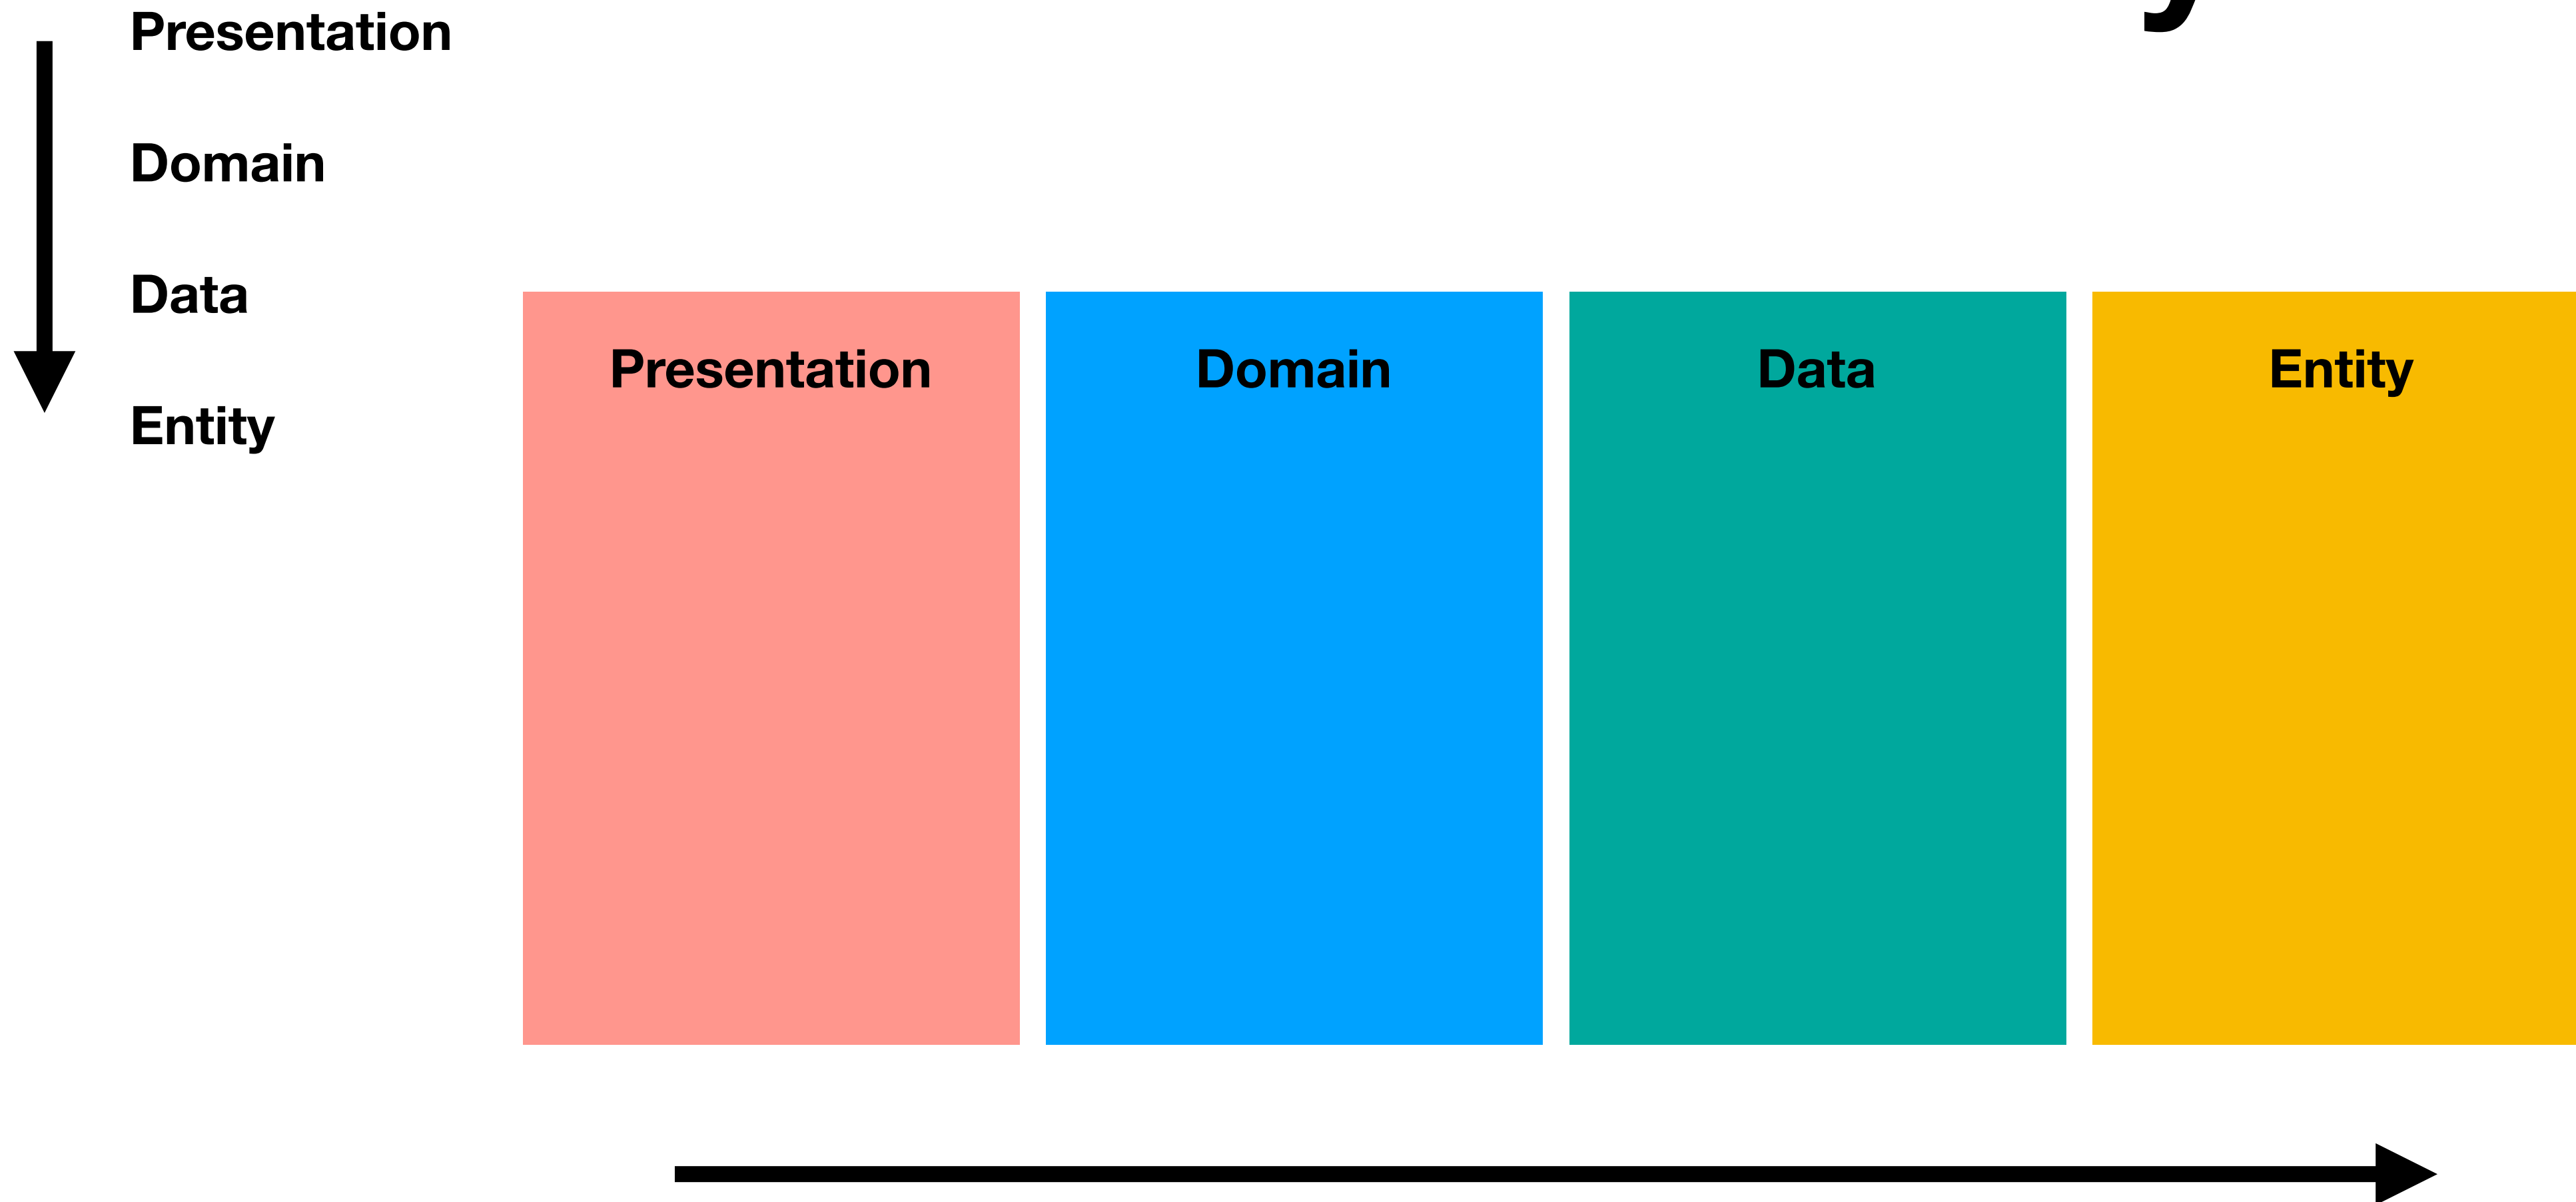 Presentation
Domain
Data
Entity
Presentation
Domain
Data
Entity